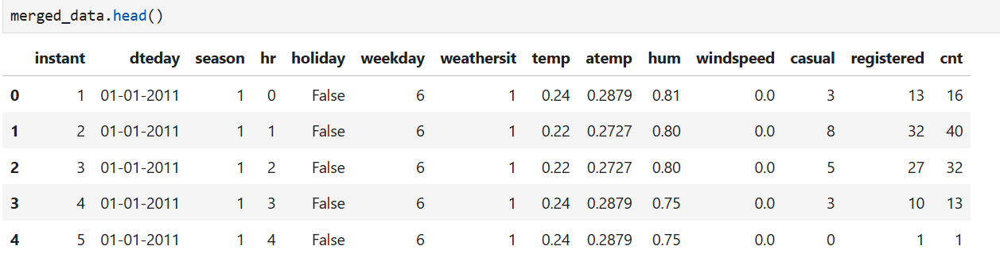 merged_data.head()
instant dteday season hr holiday weekday weathersit temp atemp hum windspeed casual registered cnt
0 1 01-01-2011 1 0 False 6 1 0.24 0.2879 0.81 0.0 3 13 16
1 2 01-01-2011 1 1 False 6 1 0.22 0.2727 0.80 0.0 8 32 40
2 3 01-01-2011 1 2 False 6 1 0.22 0.2727 0.80 0.0 5 27 32
3 4 01-01-2011 1 3 False 6 1 0.24 0.2879 0.75 0.0 3 10 13
4 5 01-01-2011 1 4 False 6 1 0.24 0.2879 0.75 0.0 0 1 1